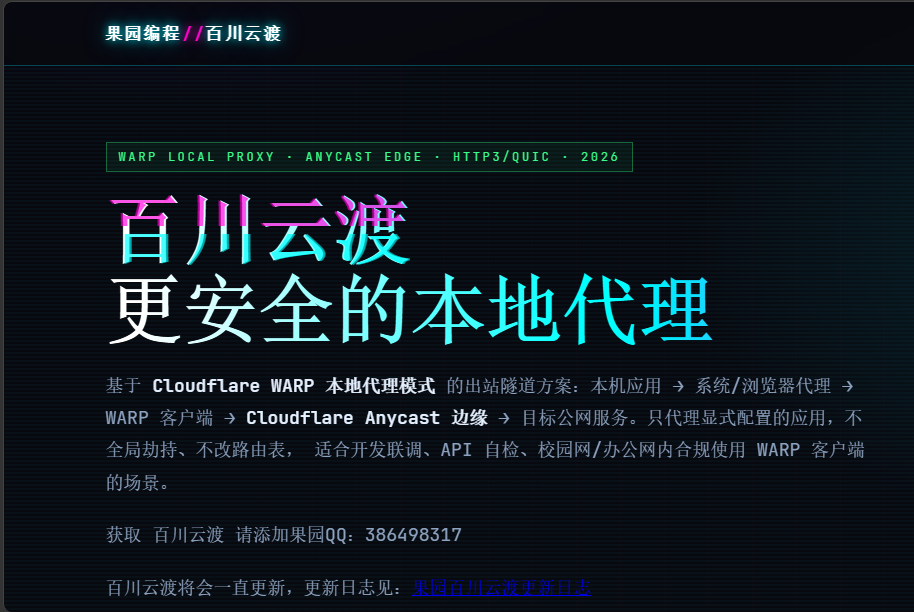 果园编程//百川云渡
WARP LOCAL PROXY · ANYCAST EDGE · HTTP3/QUIC · 2026
百川云渡
更安全的本地代理
基于 Cloudflare WARP 本地代理模式 的出站隧道方案：本机应用 → 系统/浏览器代理 →
WARP 客户端 → Cloudflare Anycast 边缘 → 目标公网服务。只代理显式配置的应用，不
全局劫持、不改路由表， 适合开发联调、API 自检、校园网/办公网内合规使用 WARP 客户端
的场景。
获取 百川云渡 请添加果园QQ：386498317
百川云渡将会一直更新，更新日志见：果园百川云渡更新日志